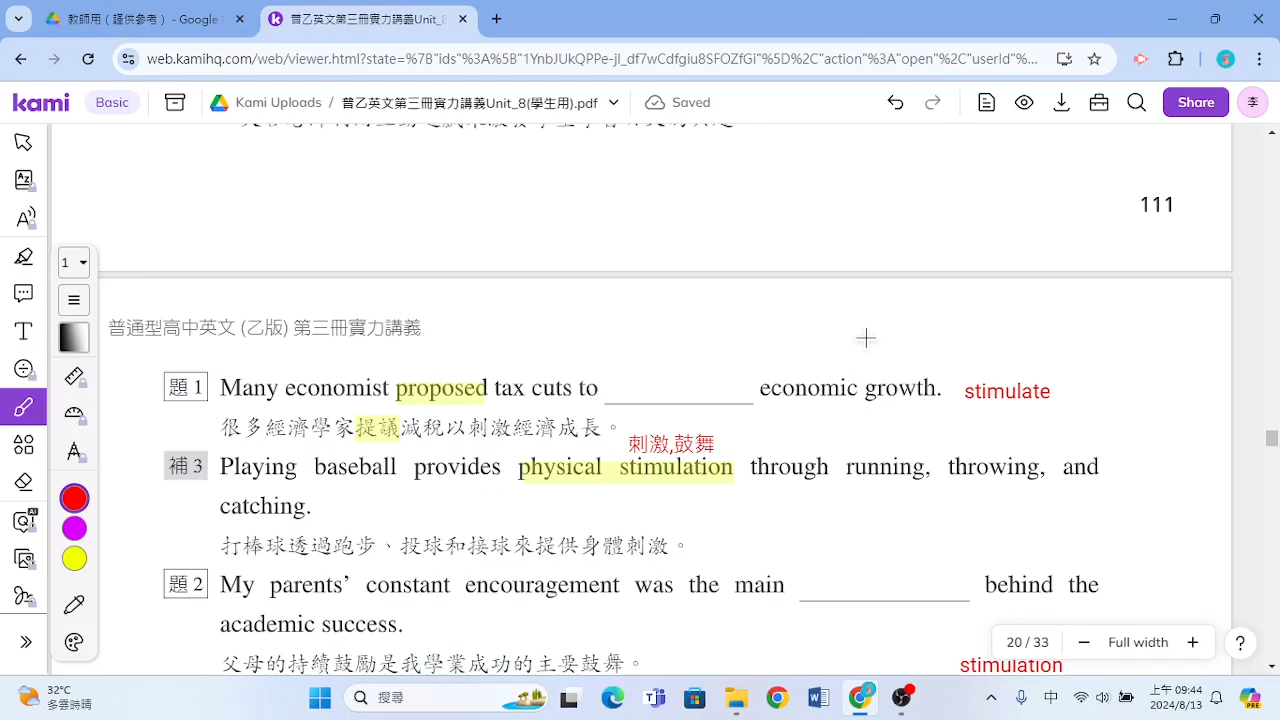 教師用 (謹供參考) - Google
普乙英文第三冊實力講義Unit_8
web.kamihq.com/web/viewer.html?state=%7B"ids"%3A%5B"1YnbJUkQPPe-jI_df7wCdfgiu8SFOZfGi"%5D%2C"action"%3A"open"%2C"userId"%...
kami Basic Kami Uploads / 普乙英文第三冊實力講義Unit_8(學生用).pdf Saved Share 李
111
1
普通型高中英文 (乙版) 第三冊實力講義
題 1 Many economist proposed tax cuts to ____________ economic growth. stimulate
很多經濟學家提議減稅以刺激經濟成長。
刺激,鼓舞
補 3 Playing baseball provides physical stimulation through running, throwing, and
catching.
打棒球透過跑步、投球和接球來提供身體刺激。
題 2 My parents' constant encouragement was the main ______________ behind the
academic success.
父母的持續鼓勵是我學業成功的主要鼓舞。
stimulation
20 / 33 Full width
32°C
多雲時晴
搜尋
中
上午 09:44
2024/8/13